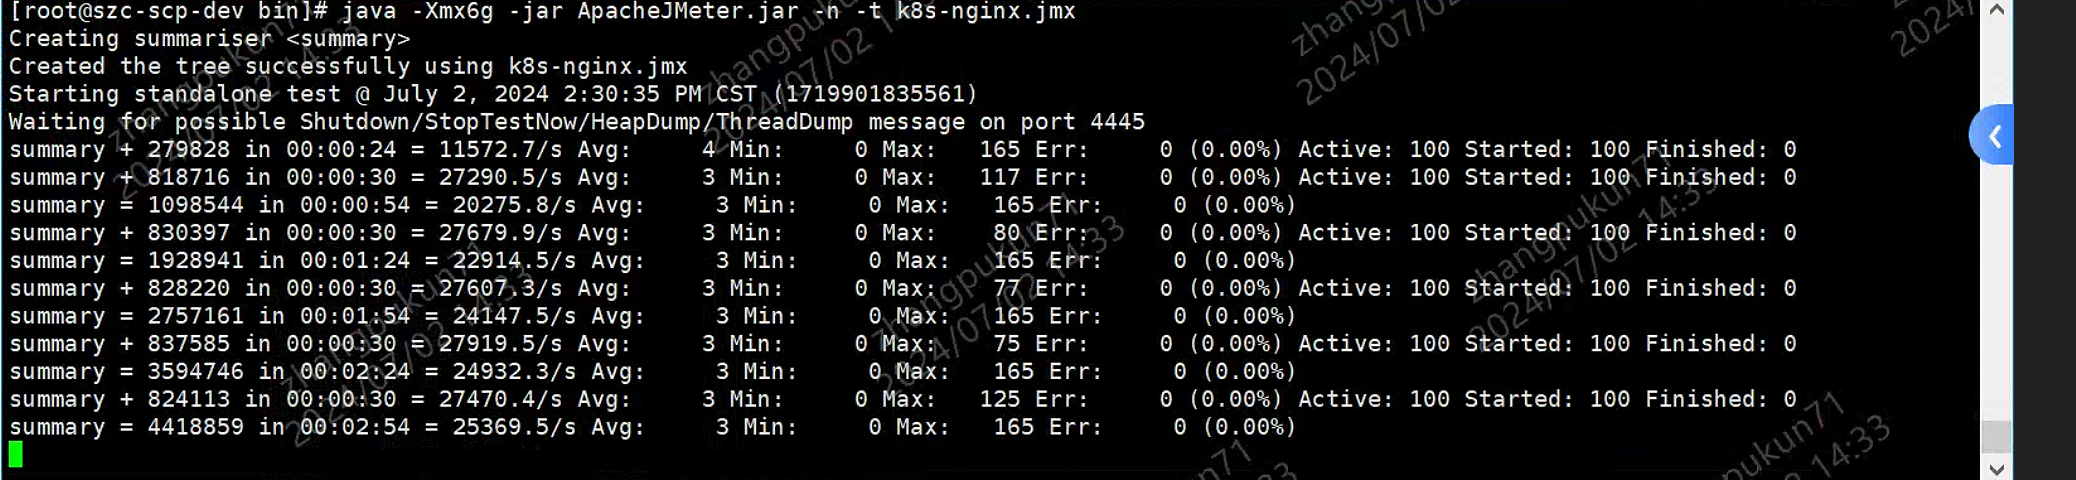 [root@szc-scp-dev bin]# java -Xmx6g -jar ApacheJMeter.jar -n -t k8s-nginx.jmx
Creating summariser <summary>
Created the tree successfully using k8s-nginx.jmx
Starting standalone test @ July 2, 2024 2:30:35 PM CST (1719901835561)
Waiting for possible Shutdown/StopTestNow/HeapDump/ThreadDump message on port 4445
summary + 279828 in 00:00:24 = 11572.7/s Avg:     4 Min:     0 Max:   165 Err:     0 (0.00%) Active: 100 Started: 100 Finished: 0
summary + 818716 in 00:00:30 = 27290.5/s Avg:     3 Min:     0 Max:   117 Err:     0 (0.00%) Active: 100 Started: 100 Finished: 0
summary = 1098544 in 00:00:54 = 20275.8/s Avg:     3 Min:     0 Max:   165 Err:     0 (0.00%)
summary + 830397 in 00:00:30 = 27679.9/s Avg:     3 Min:     0 Max:    80 Err:     0 (0.00%) Active: 100 Started: 100 Finished: 0
summary = 1928941 in 00:01:24 = 22914.5/s Avg:     3 Min:     0 Max:   165 Err:     0 (0.00%)
summary + 828220 in 00:00:30 = 27607.3/s Avg:     3 Min:     0 Max:    77 Err:     0 (0.00%) Active: 100 Started: 100 Finished: 0
summary = 2757161 in 00:01:54 = 24147.5/s Avg:     3 Min:     0 Max:   165 Err:     0 (0.00%)
summary + 837585 in 00:00:30 = 27919.5/s Avg:     3 Min:     0 Max:    75 Err:     0 (0.00%) Active: 100 Started: 100 Finished: 0
summary = 3594746 in 00:02:24 = 24932.3/s Avg:     3 Min:     0 Max:   165 Err:     0 (0.00%)
summary + 824113 in 00:00:30 = 27470.4/s Avg:     3 Min:     0 Max:   125 Err:     0 (0.00%) Active: 100 Started: 100 Finished: 0
summary = 4418859 in 00:02:54 = 25369.5/s Avg:     3 Min:     0 Max:   165 Err:     0 (0.00%)
zhangpukun71
2024/07/02 14:33